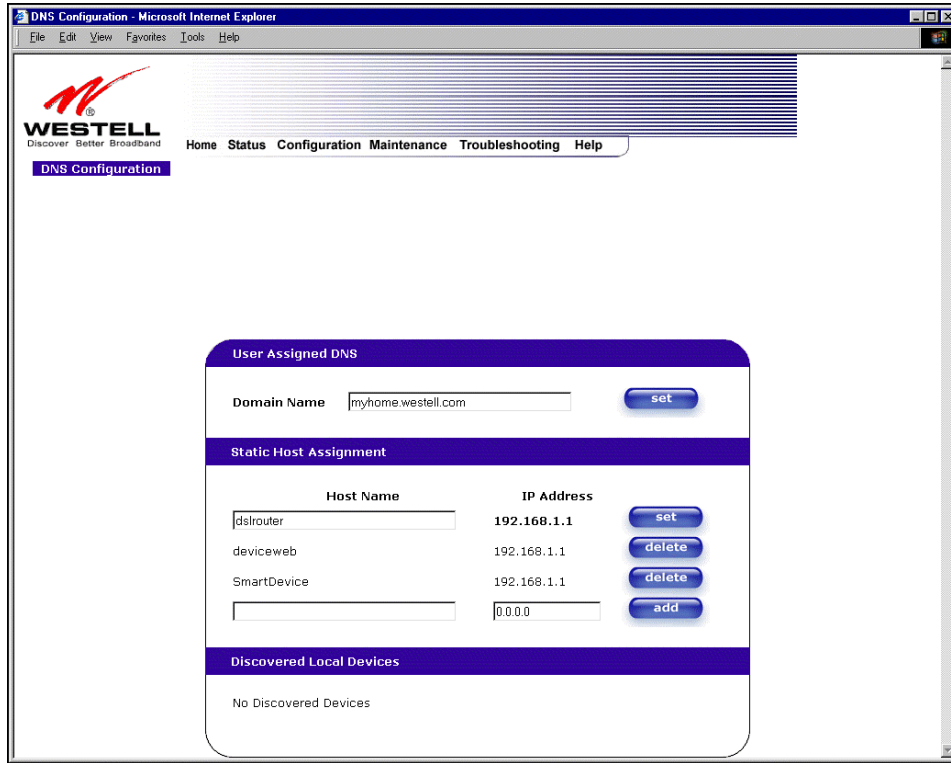 DNS Configuration - Microsoft Internet Explorer
File Edit View Favorites Tools Help
®
WESTELL
Discover Better Broadband
Home Status Configuration Maintenance Troubleshooting Help
DNS Configuration
User Assigned DNS
Domain Name myhome.westell.com set
Static Host Assignment
Host Name IP Address
dslrouter 192.168.1.1 set
deviceweb 192.168.1.1 delete
SmartDevice 192.168.1.1 delete
0.0.0.0 add
Discovered Local Devices
No Discovered Devices